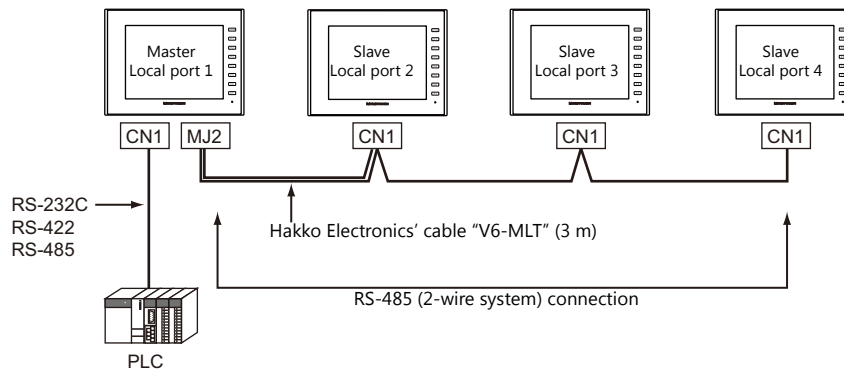 Master
Local port 1
Slave
Local port 2
Slave
Local port 3
Slave
Local port 4
CN1
MJ2
CN1
CN1
CN1
RS-232C
RS-422
RS-485
Hakko Electronics’ cable “V6-MLT” (3 m)
RS-485 (2-wire system) connection
PLC